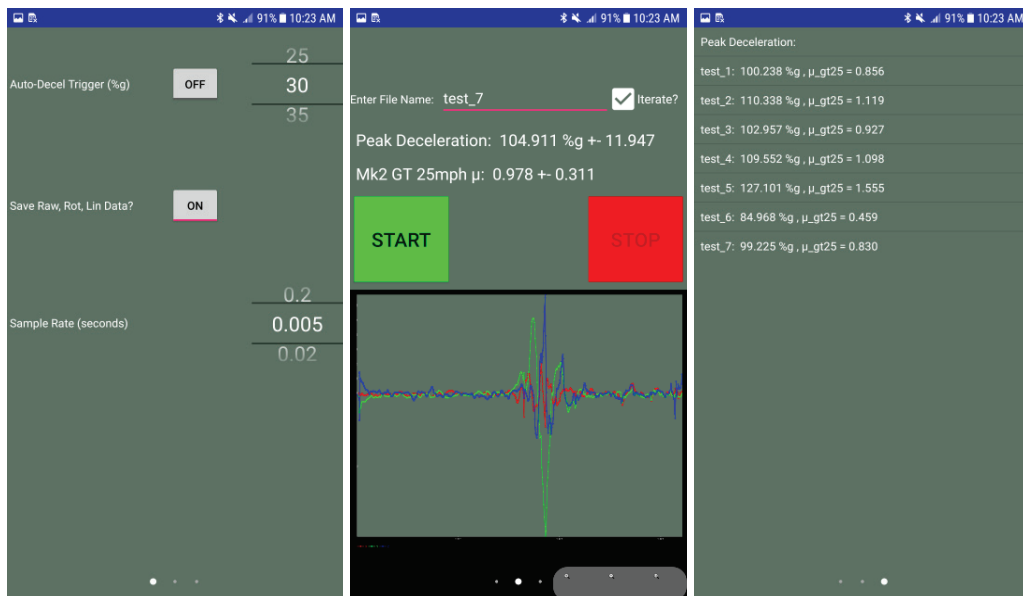 91% 10:23 AM
25
Auto-Decel Trigger (%g) OFF 30
35
Save Raw, Rot, Lin Data? ON
0.2
Sample Rate (seconds) 0.005
0.02
91% 10:23 AM
Enter File Name: test_7 Iterate?
Peak Deceleration: 104.911 %g +- 11.947
Mk2 GT 25mph μ: 0.978 +- 0.311
START STOP
91% 10:23 AM
Peak Deceleration:
test_1: 100.238 %g , μ_gt25 = 0.856
test_2: 110.338 %g , μ_gt25 = 1.119
test_3: 102.957 %g , μ_gt25 = 0.927
test_4: 109.552 %g , μ_gt25 = 1.098
test_5: 127.101 %g , μ_gt25 = 1.555
test_6: 84.968 %g , μ_gt25 = 0.459
test_7: 99.225 %g , μ_gt25 = 0.830